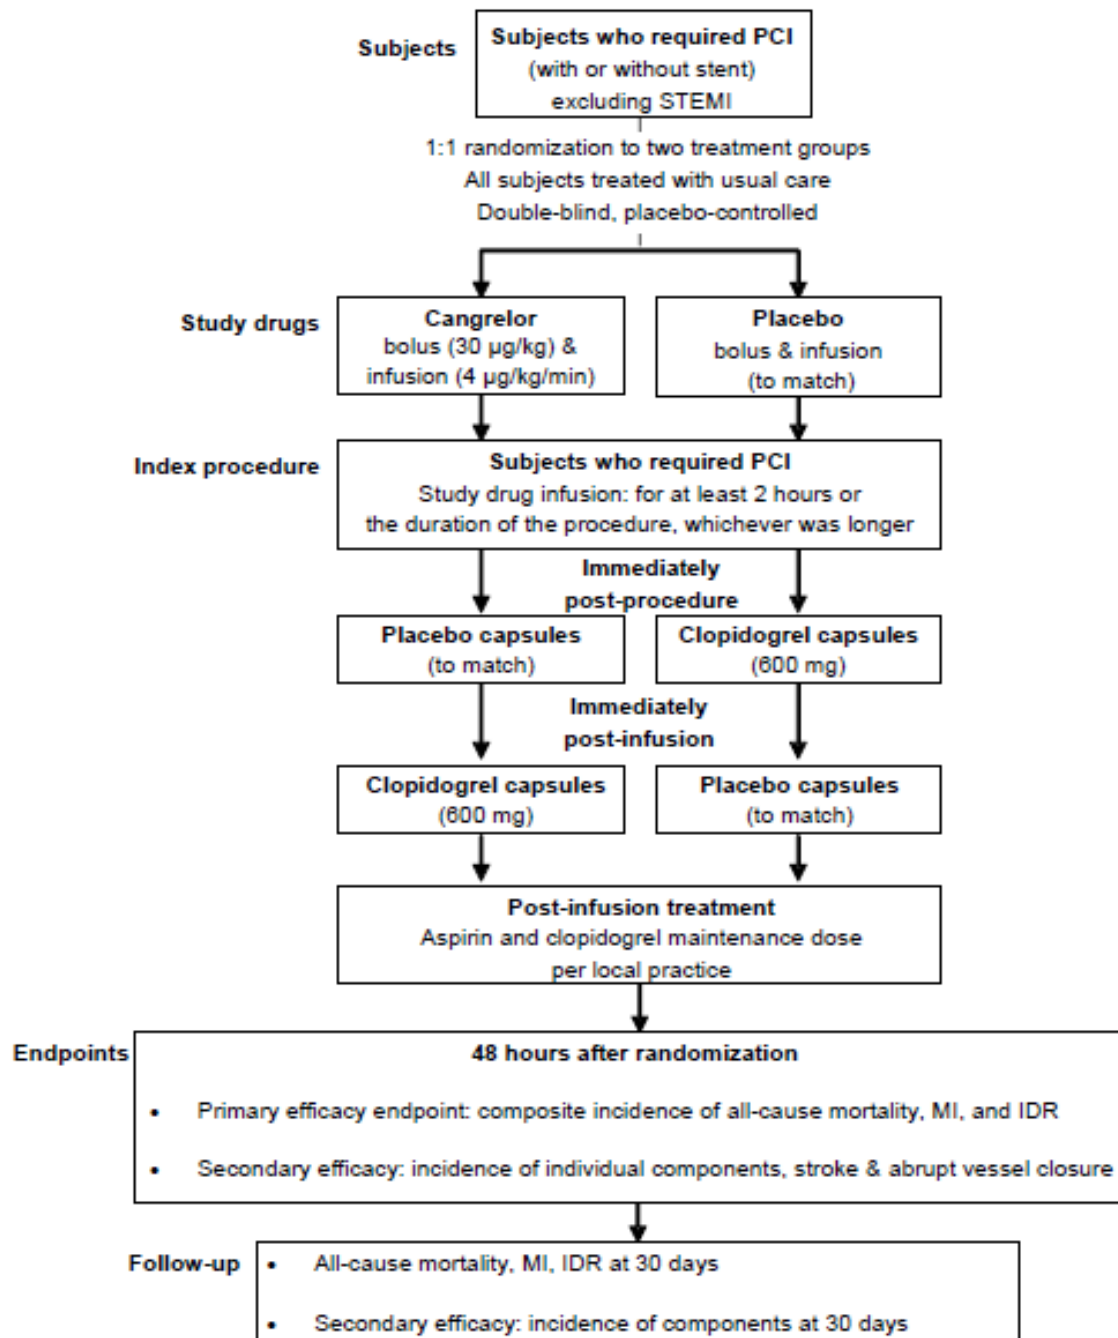 Subjects
Subjects who required PCI
(with or without stent)
excluding STEMI
1:1 randomization to two treatment groups
All subjects treated with usual care
Double-blind, placebo-controlled
Study drugs
Cangrelor
bolus (30 µg/kg) &
infusion (4 µg/kg/min)
Placebo
bolus & infusion
(to match)
Index procedure
Subjects who required PCI
Study drug infusion: for at least 2 hours or
the duration of the procedure, whichever was longer
Immediately
post-procedure
Placebo capsules
(to match)
Clopidogrel capsules
(600 mg)
Immediately
post-infusion
Clopidogrel capsules
(600 mg)
Placebo capsules
(to match)
Post-infusion treatment
Aspirin and clopidogrel maintenance dose
per local practice
Endpoints
48 hours after randomization
• Primary efficacy endpoint: composite incidence of all-cause mortality, MI, and IDR
• Secondary efficacy: incidence of individual components, stroke & abrupt vessel closure
Follow-up
• All-cause mortality, MI, IDR at 30 days
• Secondary efficacy: incidence of components at 30 days